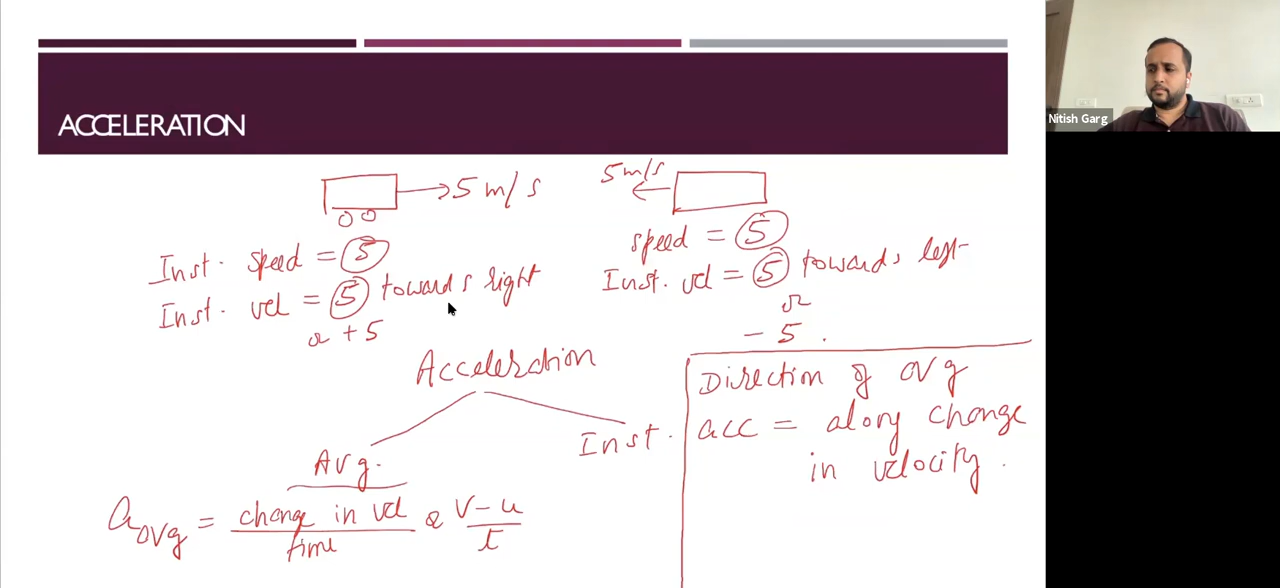 ACCELERATION
Nitish Garg
5 m/s
5 m/s
Inst. speed = 5
Inst. vel = 5 towards right
or + 5
speed = 5
Inst. vel = 5 towards left
or
- 5 .
Acceleration
Avg.
Inst.
a avg = change in vel / time or v - u / t
Direction of avg
acc = along change
in velocity .